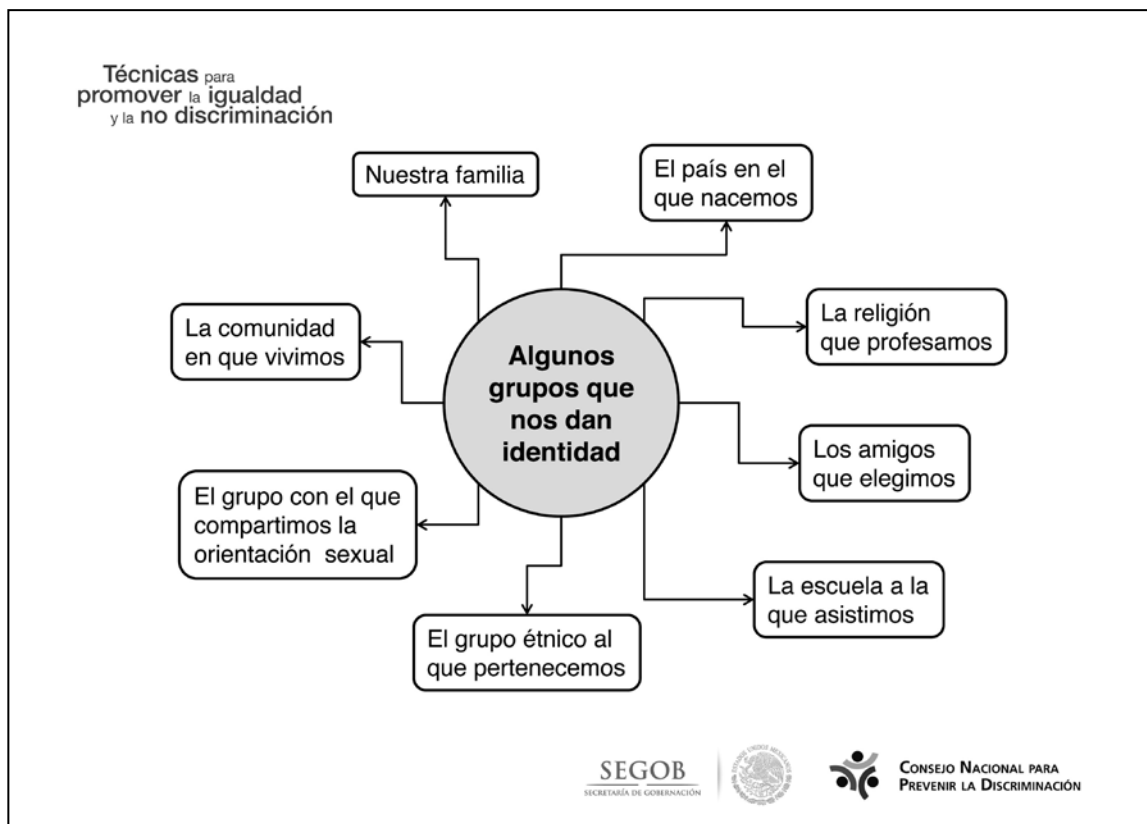 Técnicas para
promover la igualdad
y la no discriminación
Nuestra familia
El país en el
que nacemos
La comunidad
en que vivimos
La religión
que profesamos
Algunos
grupos que
nos dan
identidad
Los amigos
que elegimos
El grupo con el que
compartimos la
orientación sexual
La escuela a la
que asistimos
El grupo étnico al
que pertenecemos
SEGOB
SECRETARÍA DE GOBERNACIÓN
ESTADOS UNIDOS MEXICANOS
CONSEJO NACIONAL PARA
PREVENIR LA DISCRIMINACIÓN